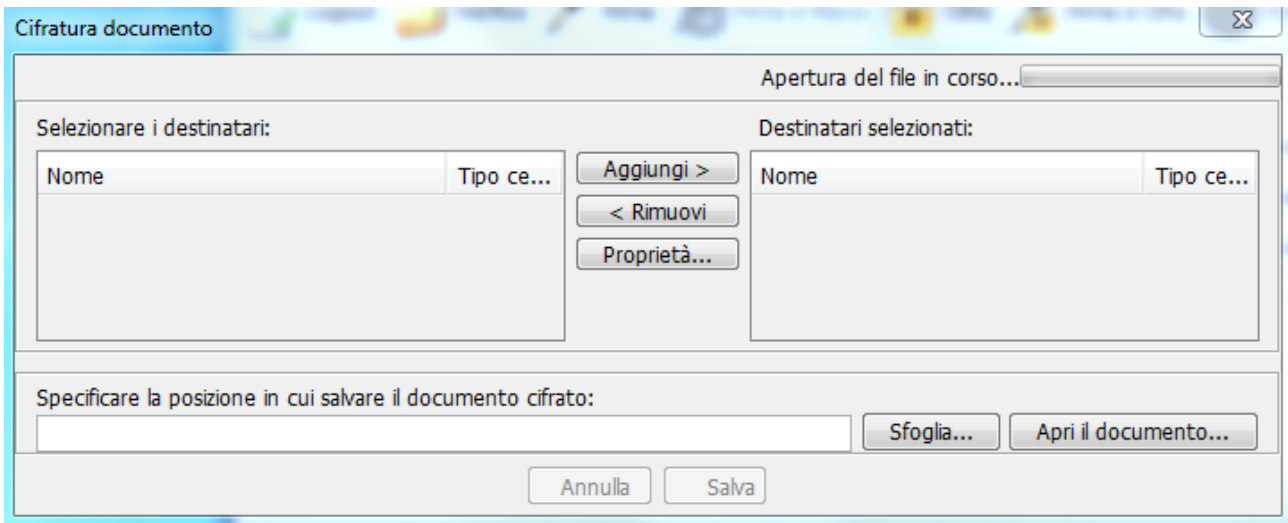 Cifratura documento
Apertura del file in corso...
Selezionare i destinatari:
Destinatari selezionati:
Nome Tipo ce... Aggiungi > Nome Tipo ce...
< Rimuovi
Proprietà...
Specificare la posizione in cui salvare il documento cifrato:
Sfoglia... Apri il documento...
Annulla Salva